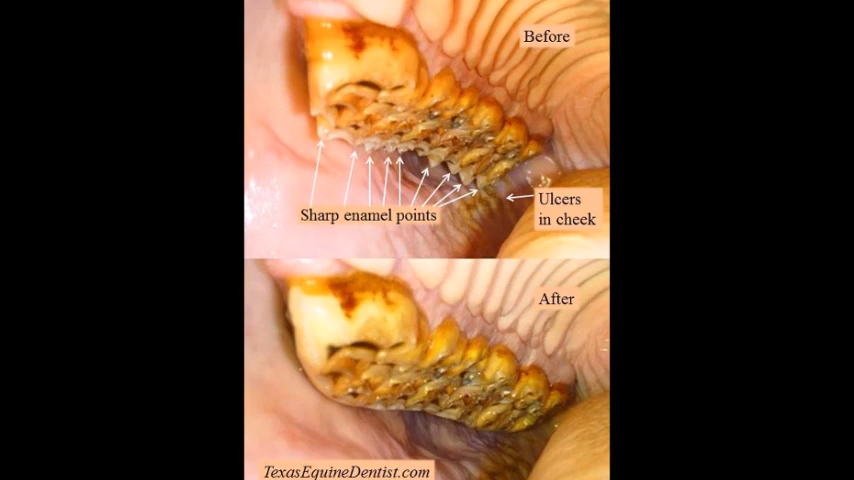 Before
Sharp enamel points
Ulcers
in cheek
After
TexasEquineDentist.com